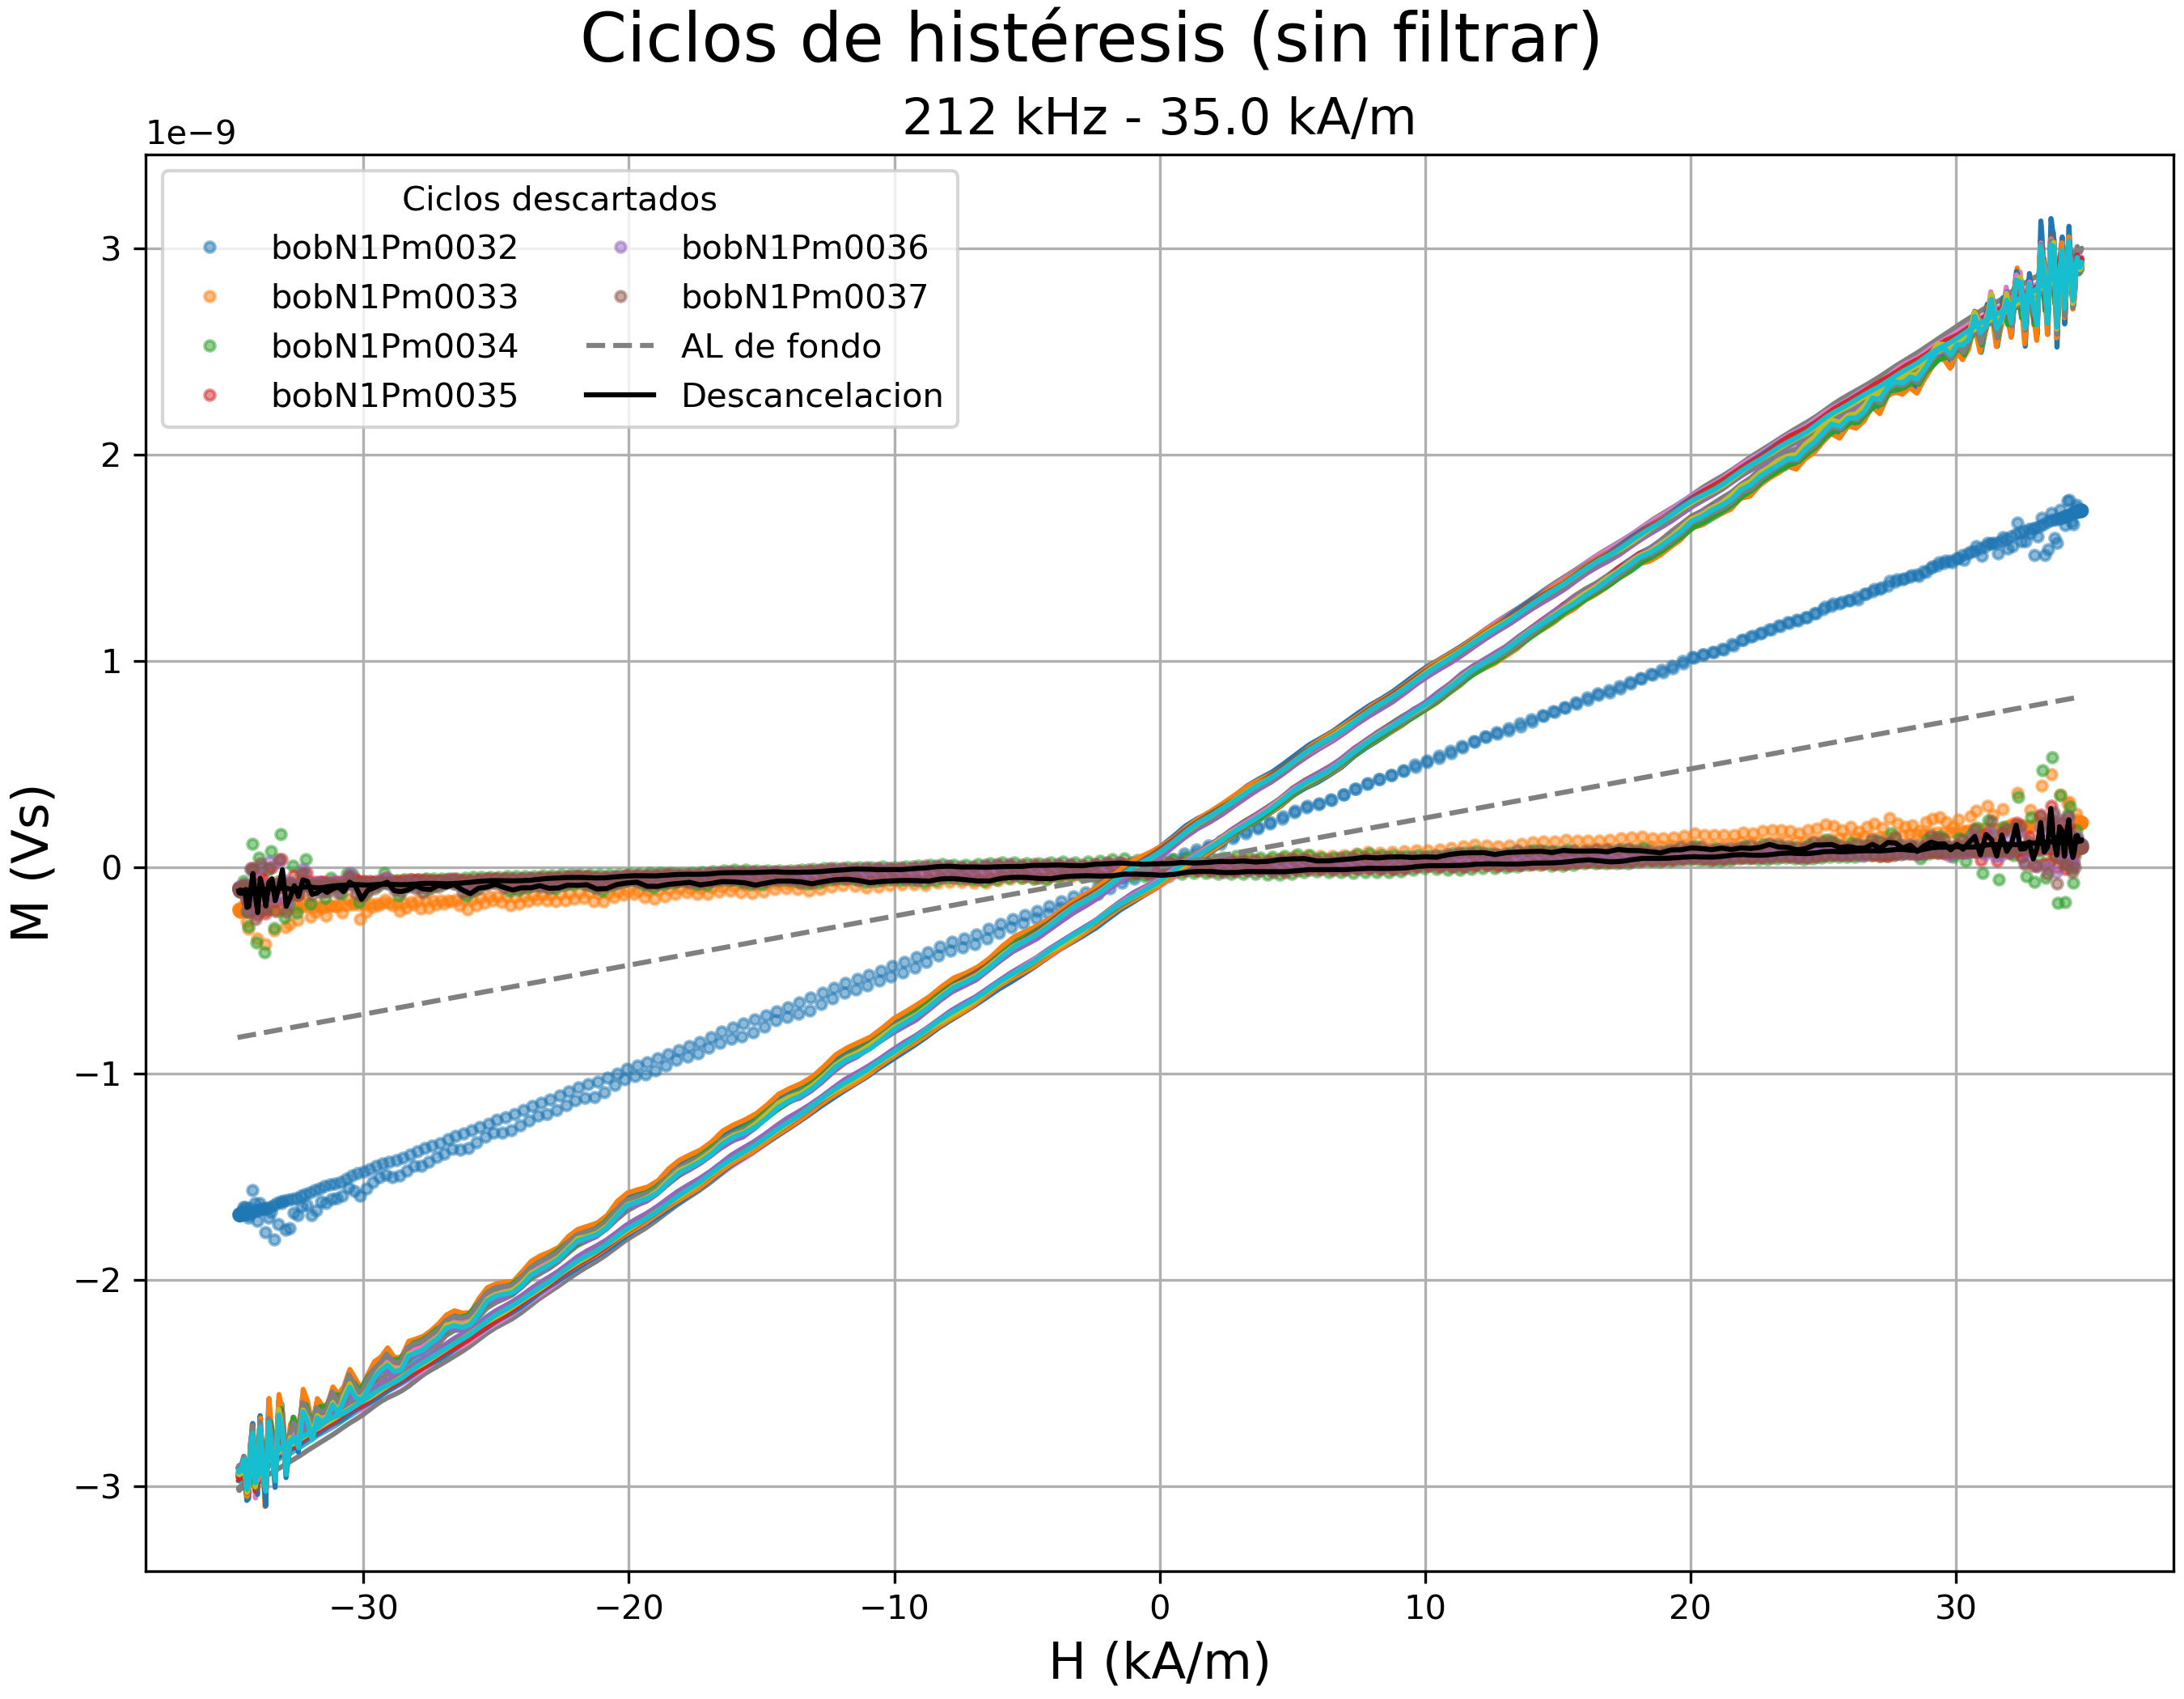 Ciclos de histéresis (sin filtrar)
212 kHz - 35.0 kA/m
1e−9
Ciclos descartados
bobN1Pm0032
bobN1Pm0033
bobN1Pm0034
bobN1Pm0035
bobN1Pm0036
bobN1Pm0037
AL de fondo
Descancelacion
M (Vs)
3
2
1
0
−1
−2
−3
−30
−20
−10
0
10
20
30
H (kA/m)